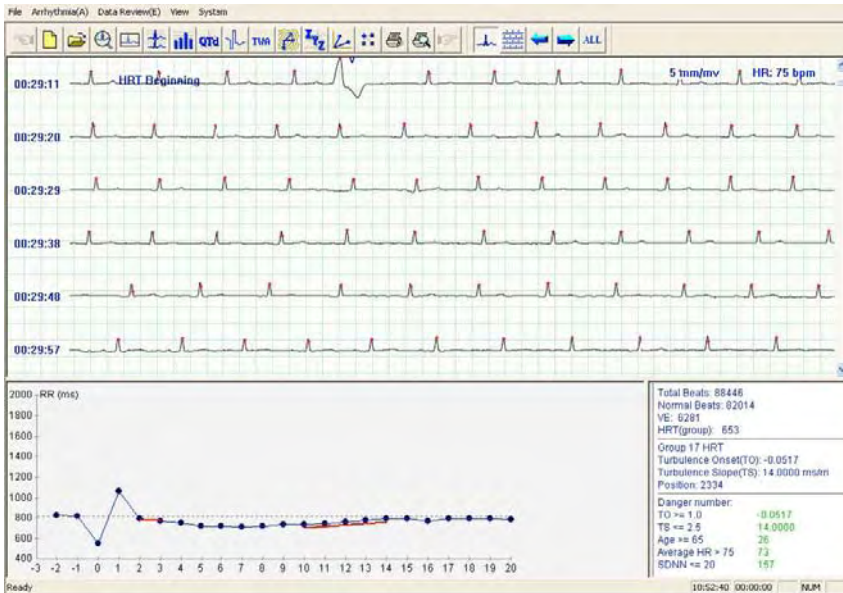 File Arrhythmia(A) Data Review(E) View System
QTd TWA XYZ ALL
V
00:29:11 HRT Beginning 5 mm/mv HR: 75 bpm
00:29:20
00:29:29
00:29:38
00:29:48
00:29:57
2000 RR (ms)
1800
1600
1400
1200
1000
800
600
400
-3 -2 -1 0 1 2 3 4 5 6 7 8 9 10 11 12 13 14 15 16 17 18 19 20
Total Beats: 88446
Normal Beats: 82014
VE: 6281
HRT(group): 653
Group 17 HRT
Turbulence Onset(TO): -0.0517
Turbulence Slope(TS): 14.0000 ms/rr
Position: 2334
Danger number:
TO >= 1.0 -0.0517
TS <= 2.5 14.0000
Age >= 65 26
Average HR > 75 73
SDNN <= 20 157
Ready 10:52:40 00:00:00 NUM